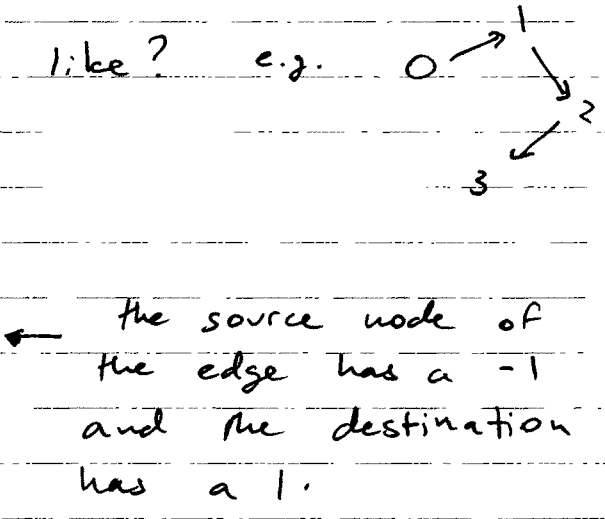 like? e.g. 0 → 1
2
3
← the source node of
the edge has a -1
and the destination
has a 1.